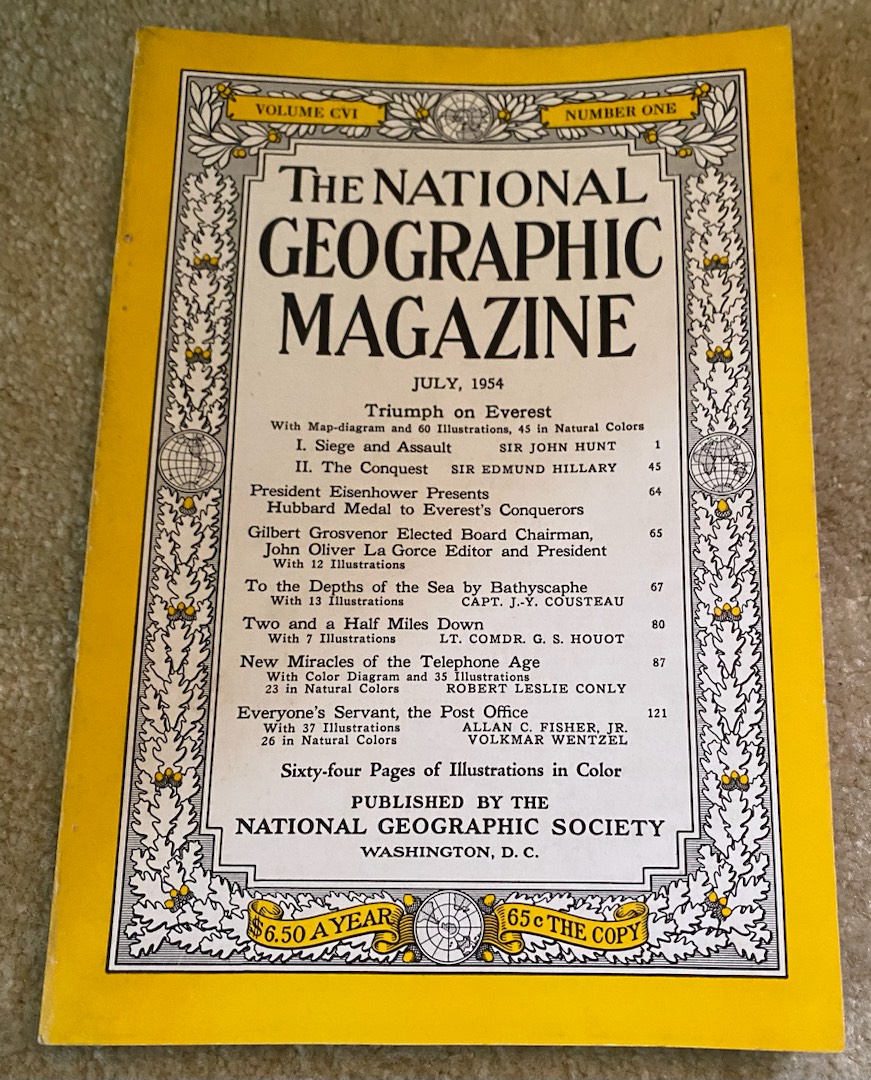 VOLUME CVI NUMBER ONE
THE NATIONAL
GEOGRAPHIC
MAGAZINE
JULY, 1954
Triumph on Everest
With Map-diagram and 60 Illustrations, 45 in Natural Colors
I. Siege and Assault SIR JOHN HUNT 1
II. The Conquest SIR EDMUND HILLARY 45
President Eisenhower Presents 64
Hubbard Medal to Everest's Conquerors
Gilbert Grosvenor Elected Board Chairman, 65
John Oliver La Gorce Editor and President
With 12 Illustrations
To the Depths of the Sea by Bathyscaphe 67
With 13 Illustrations CAPT. J.-Y. COUSTEAU
Two and a Half Miles Down 80
With 7 Illustrations LT. COMDR. G. S. HOUOT
New Miracles of the Telephone Age 87
With Color Diagram and 35 Illustrations
23 in Natural Colors ROBERT LESLIE CONLY
Everyone's Servant, the Post Office 121
With 37 Illustrations ALLAN C. FISHER, JR.
26 in Natural Colors VOLKMAR WENTZEL
Sixty-four Pages of Illustrations in Color
PUBLISHED BY THE
NATIONAL GEOGRAPHIC SOCIETY
WASHINGTON, D. C.
$6.50 A YEAR 65c THE COPY